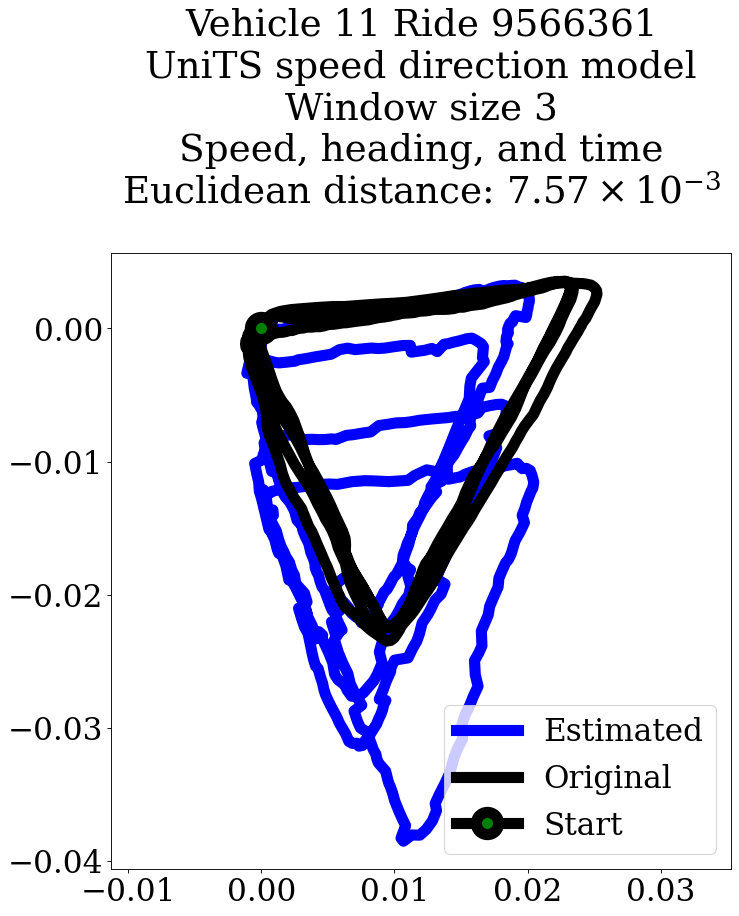 Vehicle 11 Ride 9566361
UniTS speed direction model
Window size 3
Speed, heading, and time
Euclidean distance: 7.57 × 10⁻³
0.00
−0.01
−0.02
−0.03
−0.04
−0.01 0.00 0.01 0.02 0.03
Estimated
Original
Start